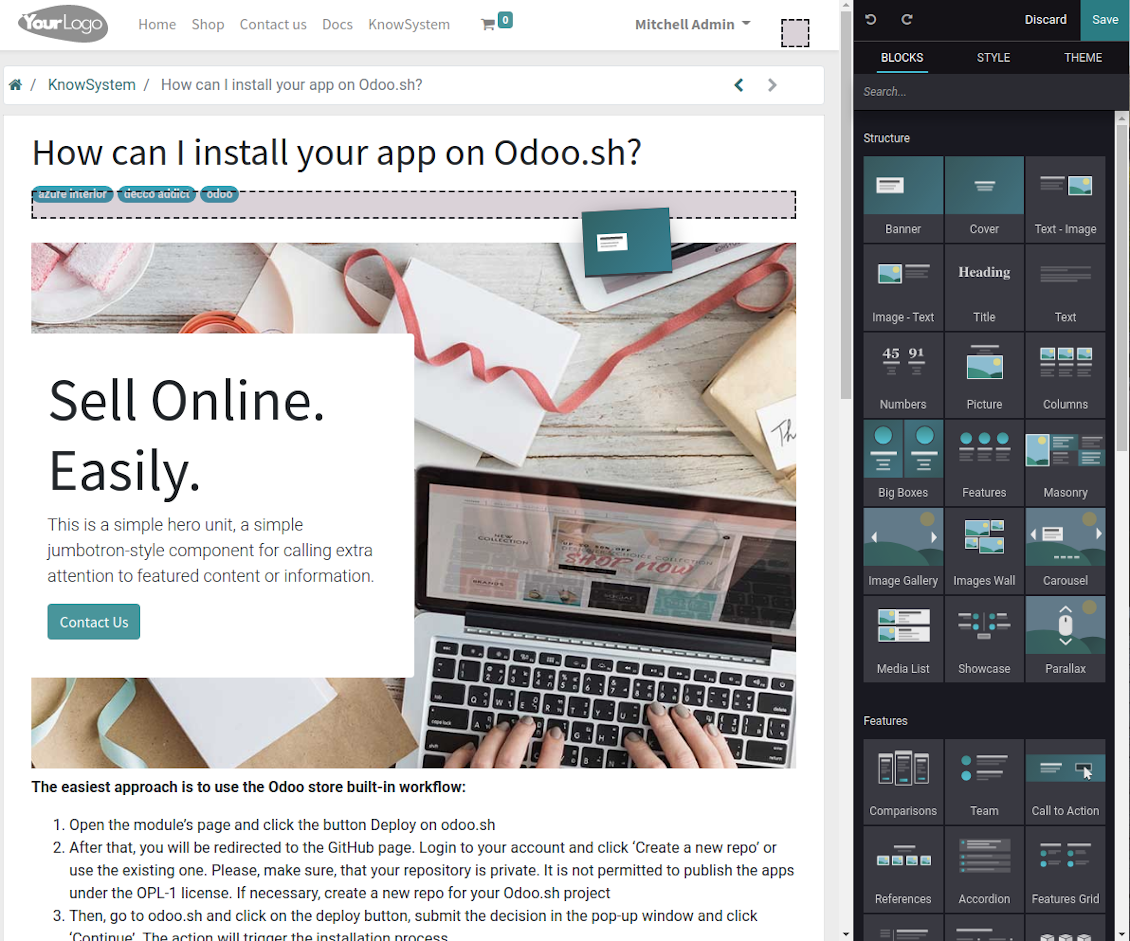 YourLogo
Home Shop Contact us Docs KnowSystem 0 Mitchell Admin
Discard Save
BLOCKS STYLE THEME
Search...
/ KnowSystem / How can I install your app on Odoo.sh?
How can I install your app on Odoo.sh?
azure interior decco addict odoo
Sell Online.
Easily.
This is a simple hero unit, a simple
jumbotron-style component for calling extra
attention to featured content or information.
Contact Us
NEW
COLLECTION
SHOP NOW
BRANDS
Th
The easiest approach is to use the Odoo store built-in workflow:
1. Open the module’s page and click the button Deploy on odoo.sh
2. After that, you will be redirected to the GitHub page. Login to your account and click ‘Create a new repo’ or
use the existing one. Please, make sure, that your repository is private. It is not permitted to publish the apps
under the OPL-1 license. If necessary, create a new repo for your Odoo.sh project
3. Then, go to odoo.sh and click on the deploy button, submit the decision in the pop-up window and click
‘Continue’. The action will trigger the installation process
Structure
Banner Cover Text - Image
Heading
Image - Text Title Text
45 91
Numbers Picture Columns
Big Boxes Features Masonry
Image Gallery Images Wall Carousel
Media List Showcase Parallax
Features
Comparisons Team Call to Action
References Accordion Features Grid